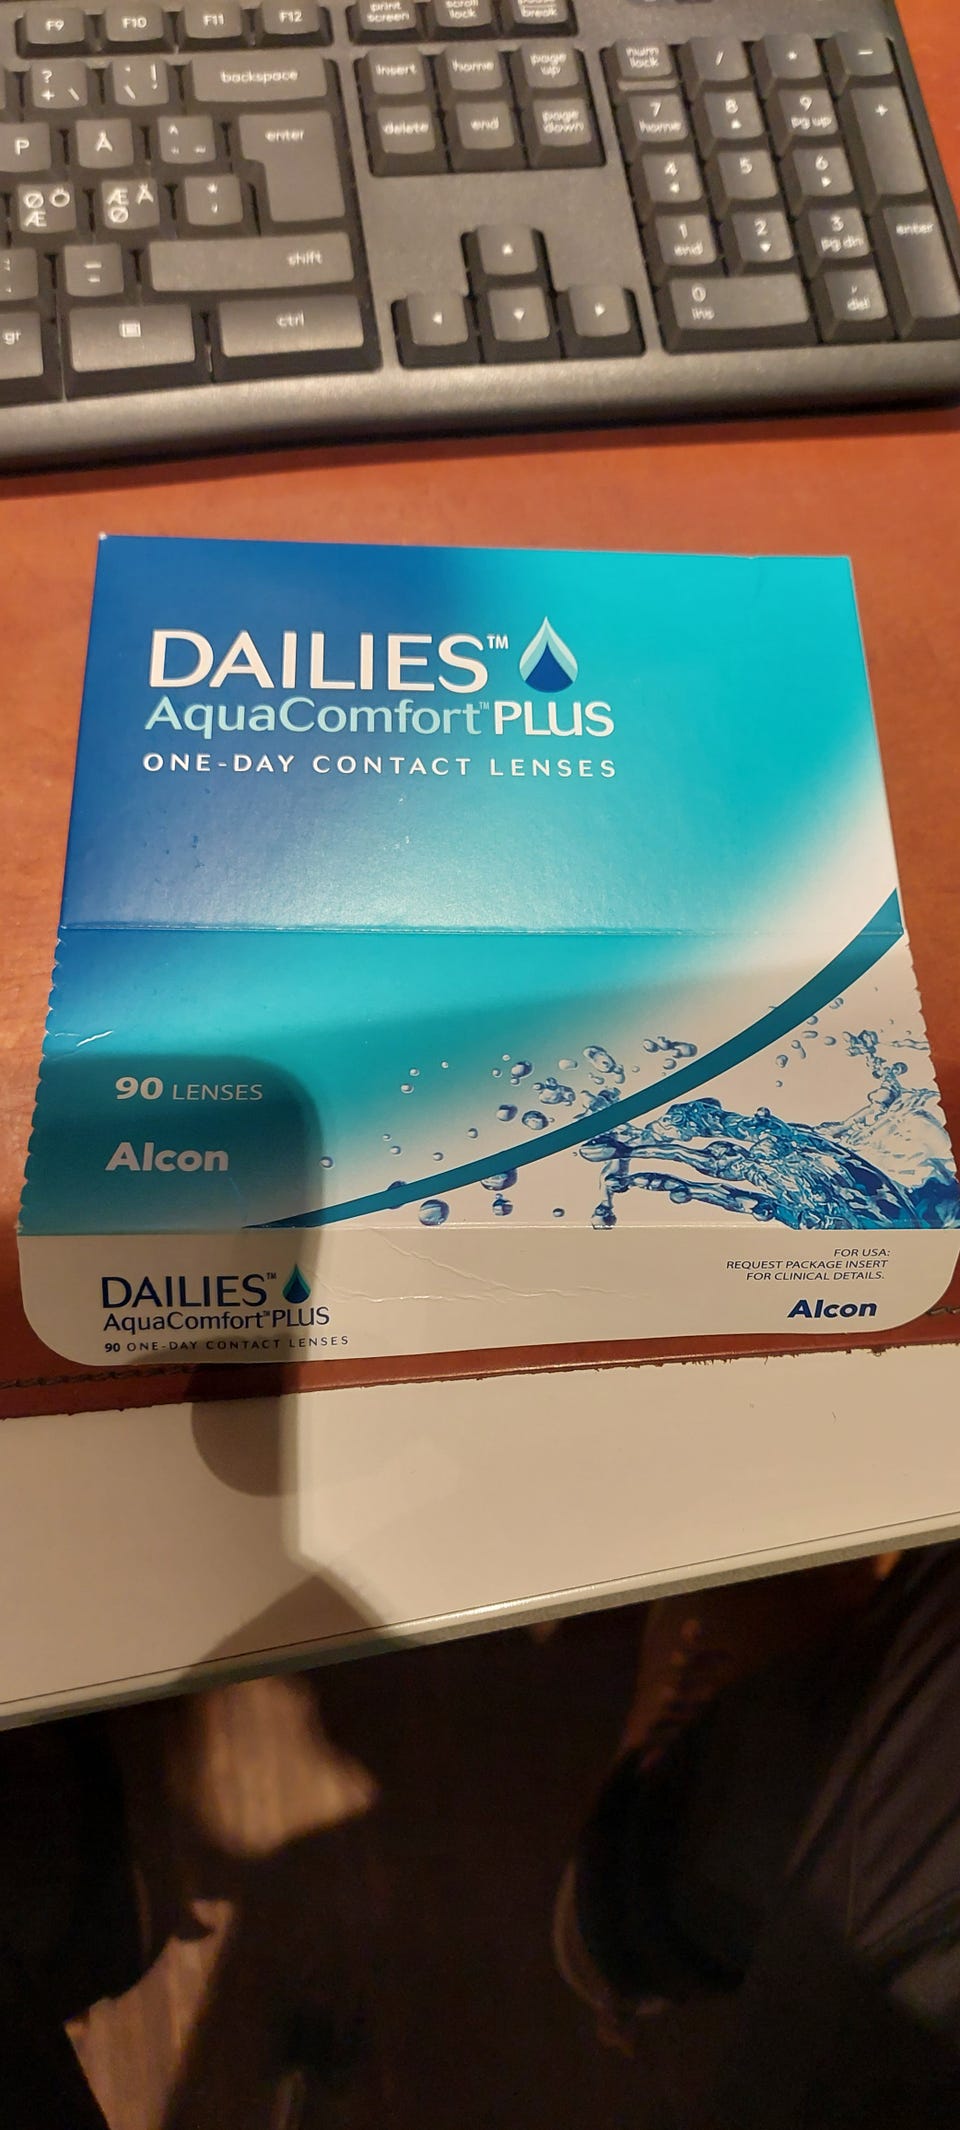 F9 F10 F11 F12 print screen scroll lock pause break
? + \ ` ! ´ backspace insert home page up num lock / * -
P Å ^ ¨ ~ enter delete end page down 7 home 8 9 pg up +
Ø Ö Æ Æ Ä Ø * ' 4 5 6
: . _ - shift 1 end 2 3 pg dn enter
gr ctrl 0 ins , del
DAILIES™
AquaComfort™ PLUS
ONE-DAY CONTACT LENSES
90 LENSES
Alcon
DAILIES™
AquaComfort™ PLUS
90 ONE-DAY CONTACT LENSES
FOR USA:
REQUEST PACKAGE INSERT
FOR CLINICAL DETAILS.
Alcon